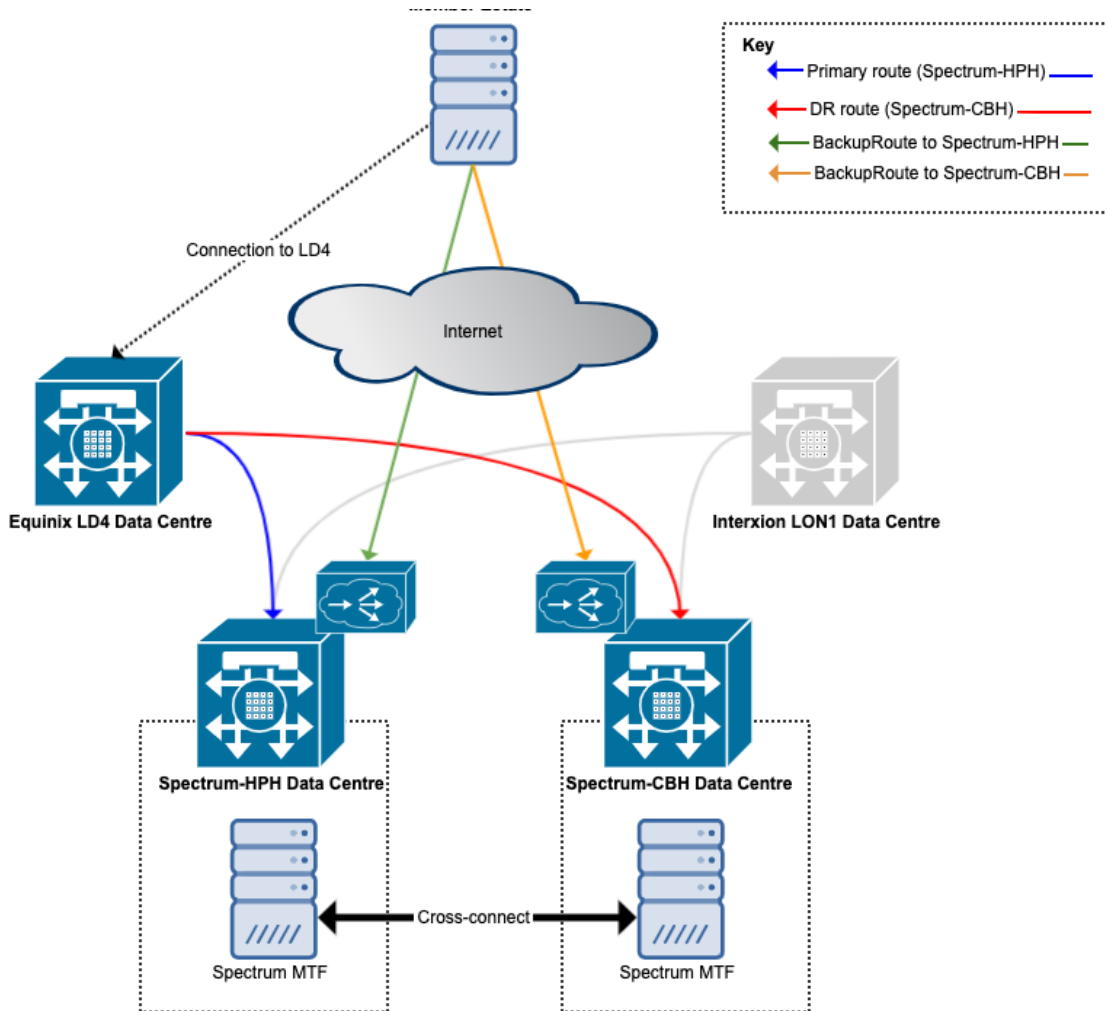 Member Estate
Key
Primary route (Spectrum-HPH)
DR route (Spectrum-CBH)
BackupRoute to Spectrum-HPH
BackupRoute to Spectrum-CBH
Connection to LD4
Internet
Equinix LD4 Data Centre
Interxion LON1 Data Centre
Spectrum-HPH Data Centre
Spectrum-CBH Data Centre
Cross-connect
Spectrum MTF
Spectrum MTF